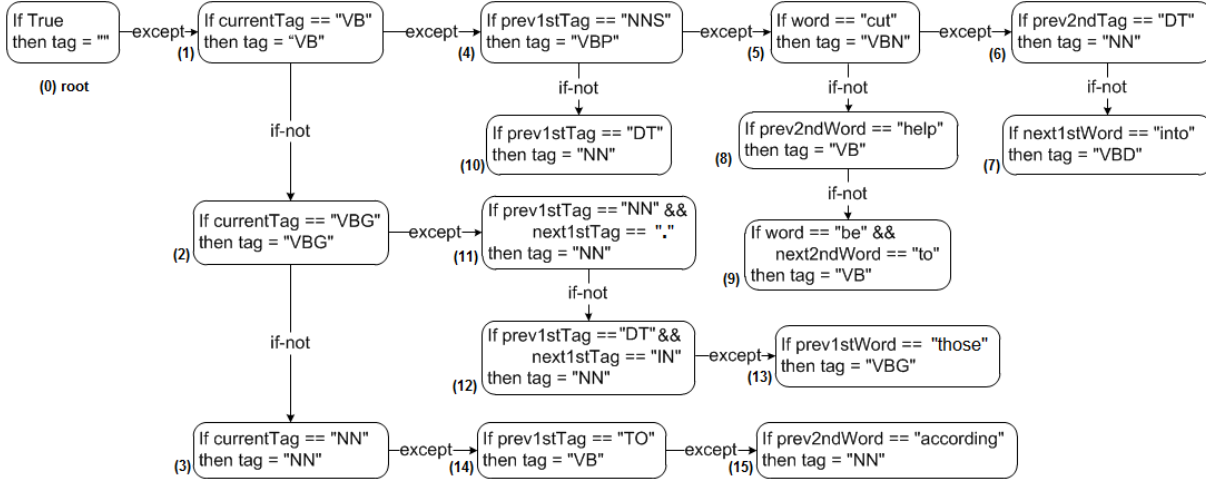 If True
then tag = ""
(0) root
except
If currentTag == "VB"
then tag = “VB”
(1)
except
If prev1stTag == "NNS"
then tag = "VBP"
(4)
except
If word == "cut"
then tag = "VBN"
(5)
except
If prev2ndTag == "DT"
then tag = "NN"
(6)
if-not
if-not
if-not
if-not
If prev1stTag == "DT"
then tag = "NN"
(10)
If prev2ndWord == "help"
then tag = "VB"
(8)
If next1stWord == "into"
then tag = "VBD"
(7)
if-not
If currentTag == "VBG"
then tag = "VBG"
(2)
except
If prev1stTag =="NN" &&
next1stTag == "."
then tag = "NN"
(11)
If word == "be" &&
next2ndWord == "to"
then tag = "VB"
(9)
if-not
if-not
If prev1stTag =="DT"&&
next1stTag == "IN"
then tag = "NN"
(12)
except
If prev1stWord == "those"
then tag = "VBG"
(13)
If currentTag == "NN"
then tag = "NN"
(3)
except
If prev1stTag == "TO"
then tag = "VB"
(14)
except
If prev2ndWord == "according"
then tag = "NN"
(15)